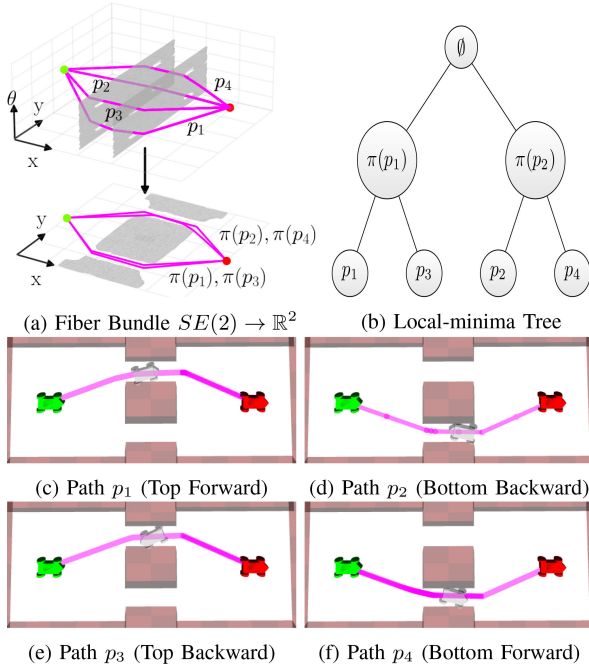 θ
y
x
p₂
p₄
p₃
p₁
y
x
π(p₂), π(p₄)
π(p₁), π(p₃)
(a) Fiber Bundle SE(2) → ℝ²
∅
π(p₁)
π(p₂)
p₁
p₃
p₂
p₄
(b) Local-minima Tree
(c) Path p₁ (Top Forward)
(d) Path p₂ (Bottom Backward)
(e) Path p₃ (Top Backward)
(f) Path p₄ (Bottom Forward)